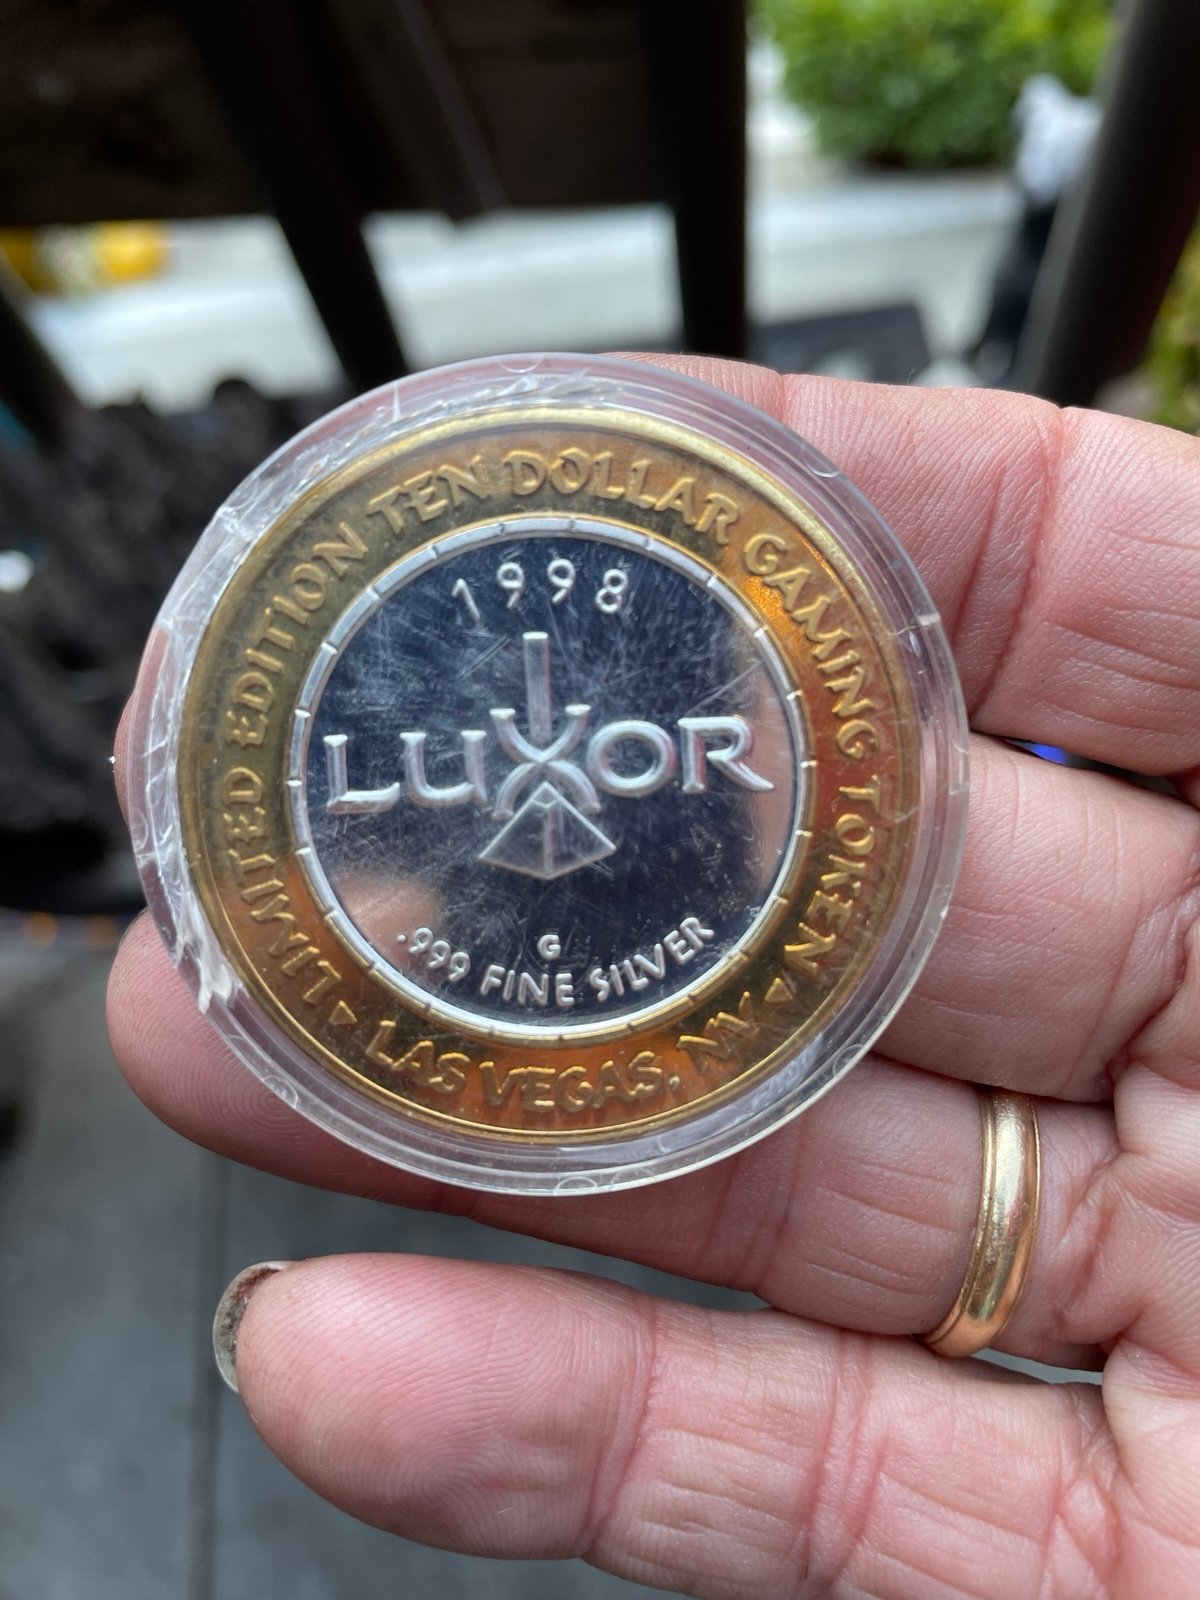 LIMITED EDITION TEN DOLLAR GAMING TOKEN
1998
LUXOR
G
.999 FINE SILVER
LAS VEGAS, NV